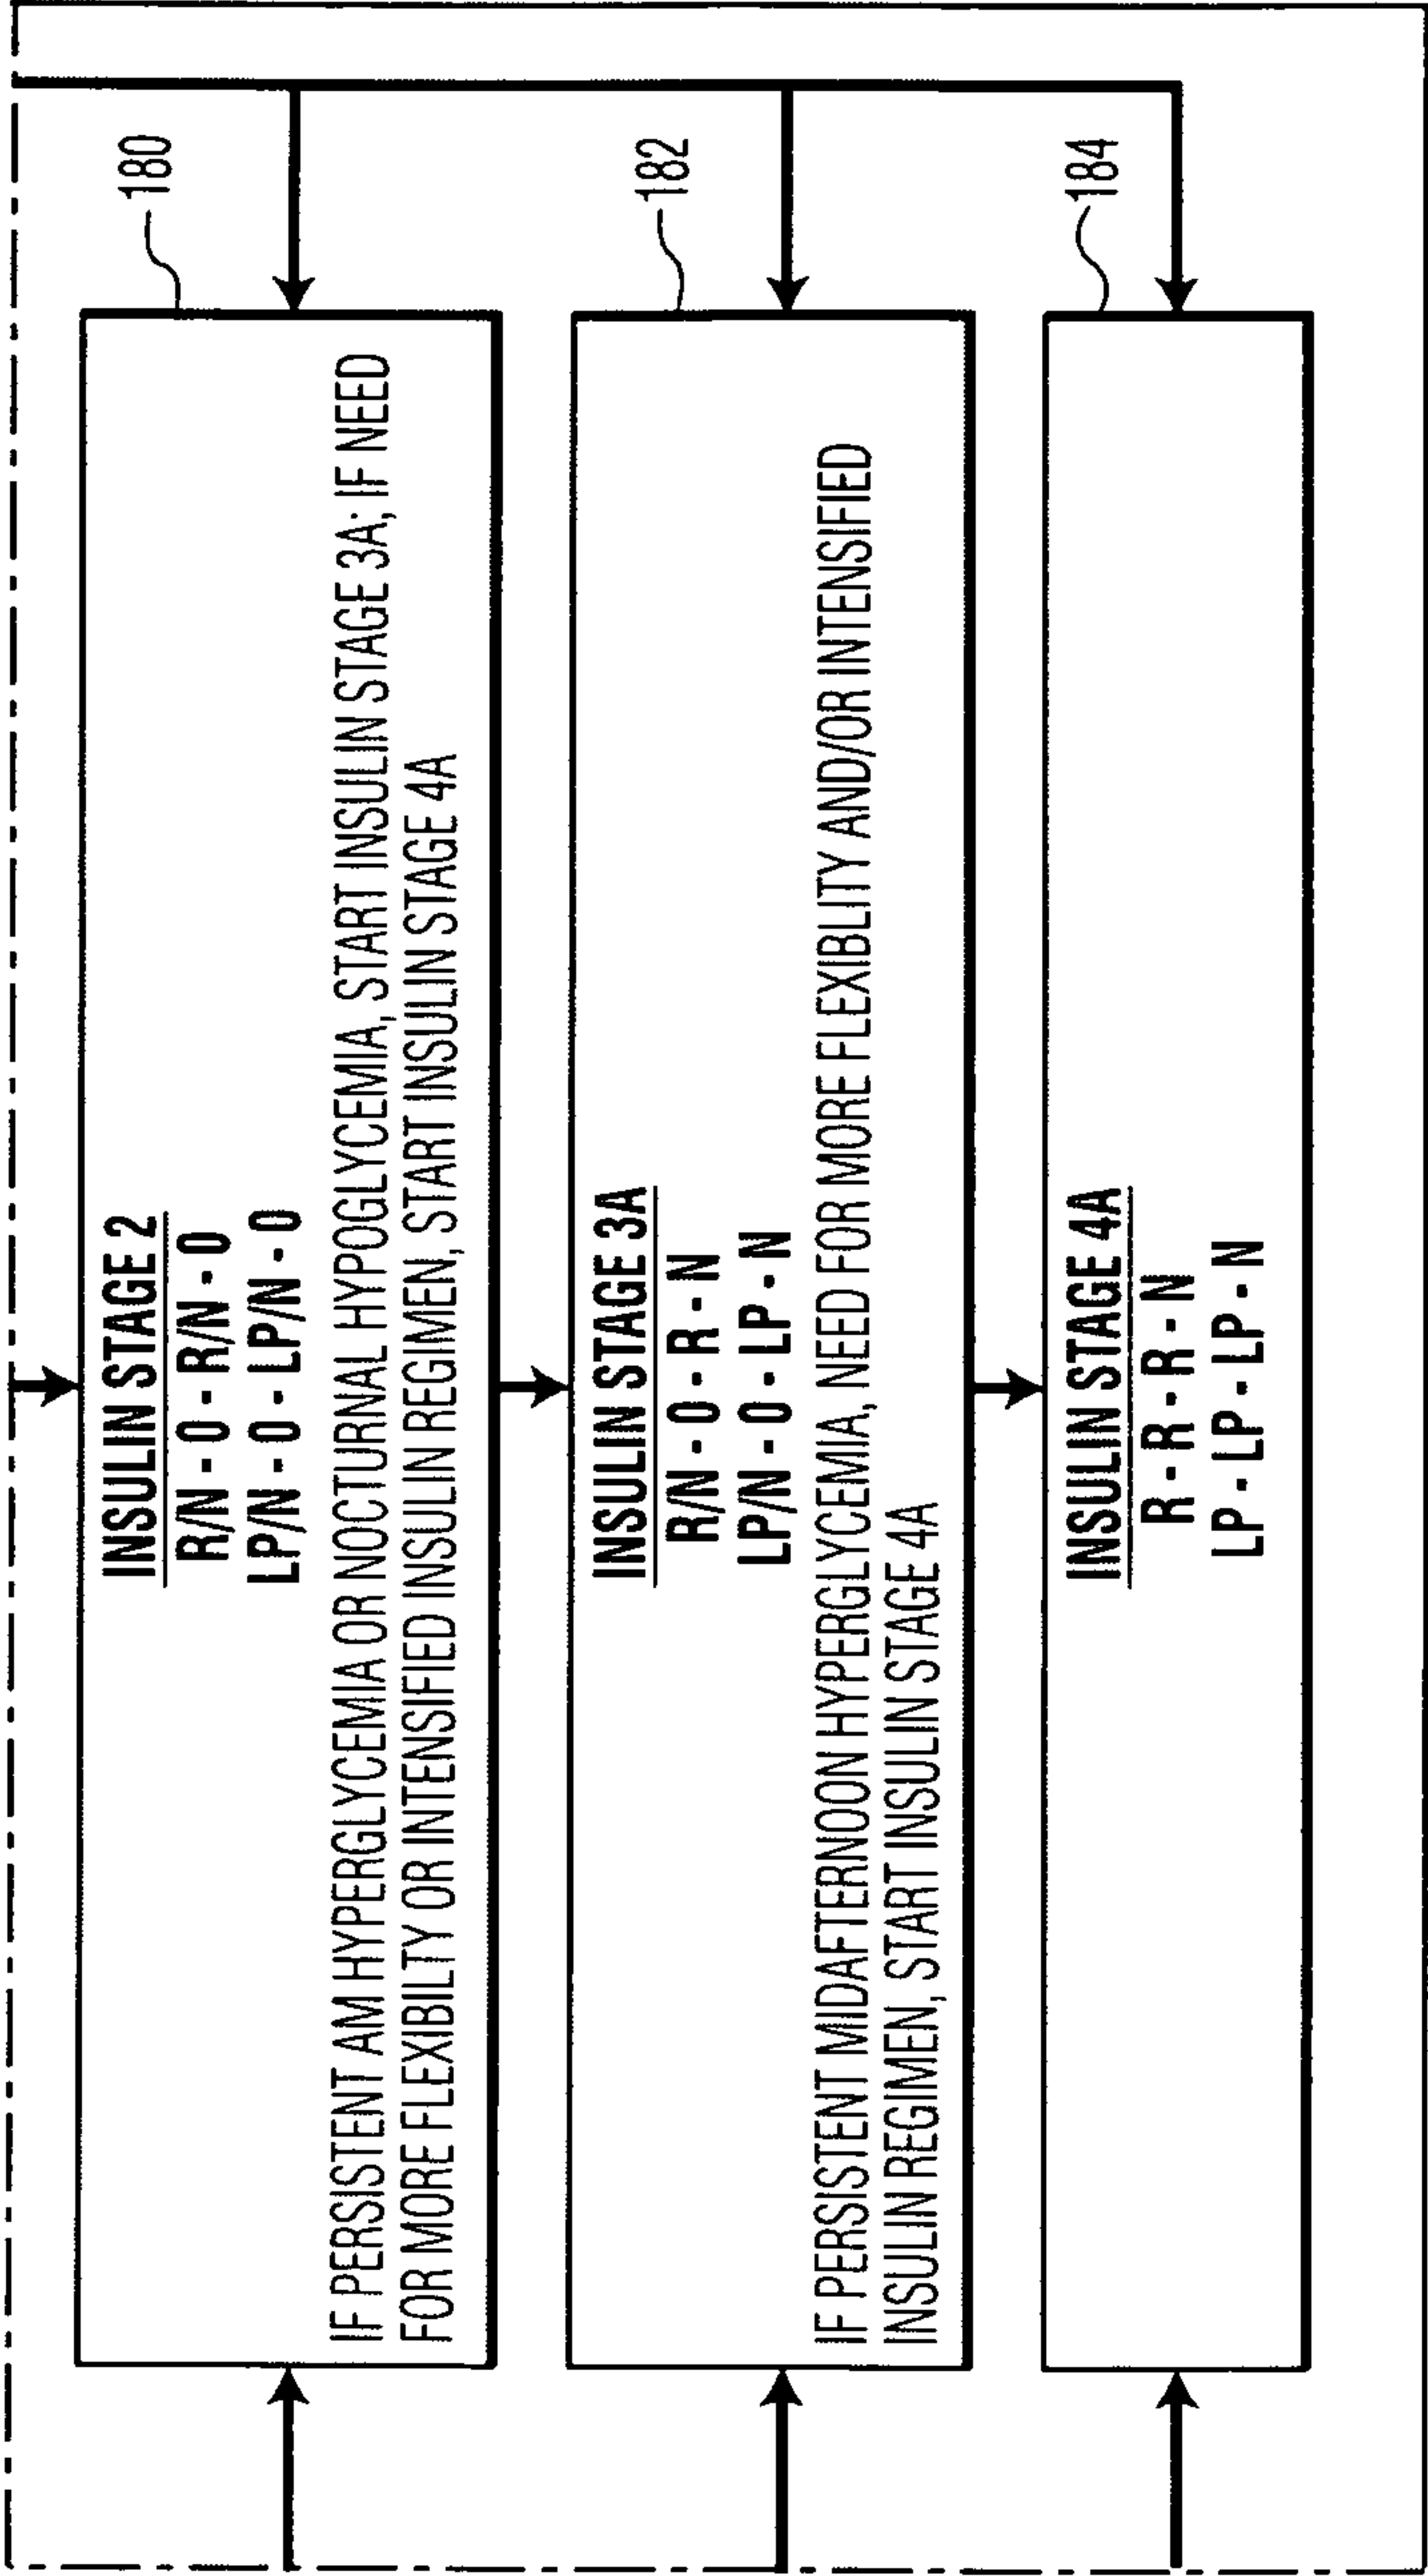 180
INSULIN STAGE 2
R/N - 0 - R/N - 0
LP/N - 0 - LP/N - 0
IF PERSISTENT AM HYPERGLYCEMIA OR NOCTURNAL HYPOGLYCEMIA, START INSULIN STAGE 3A; IF NEED
FOR MORE FLEXIBILTY OR INTENSIFIED INSULIN REGIMEN, START INSULIN STAGE 4A
182
INSULIN STAGE 3A
R/N - 0 - R - N
LP/N - 0 - LP - N
IF PERSISTENT MIDAFTERNOON HYPERGLYCEMIA, NEED FOR MORE FLEXIBLITY AND/OR INTENSIFIED
INSULIN REGIMEN, START INSULIN STAGE 4A
184
INSULIN STAGE 4A
R - R - R - N
LP - LP - LP - N